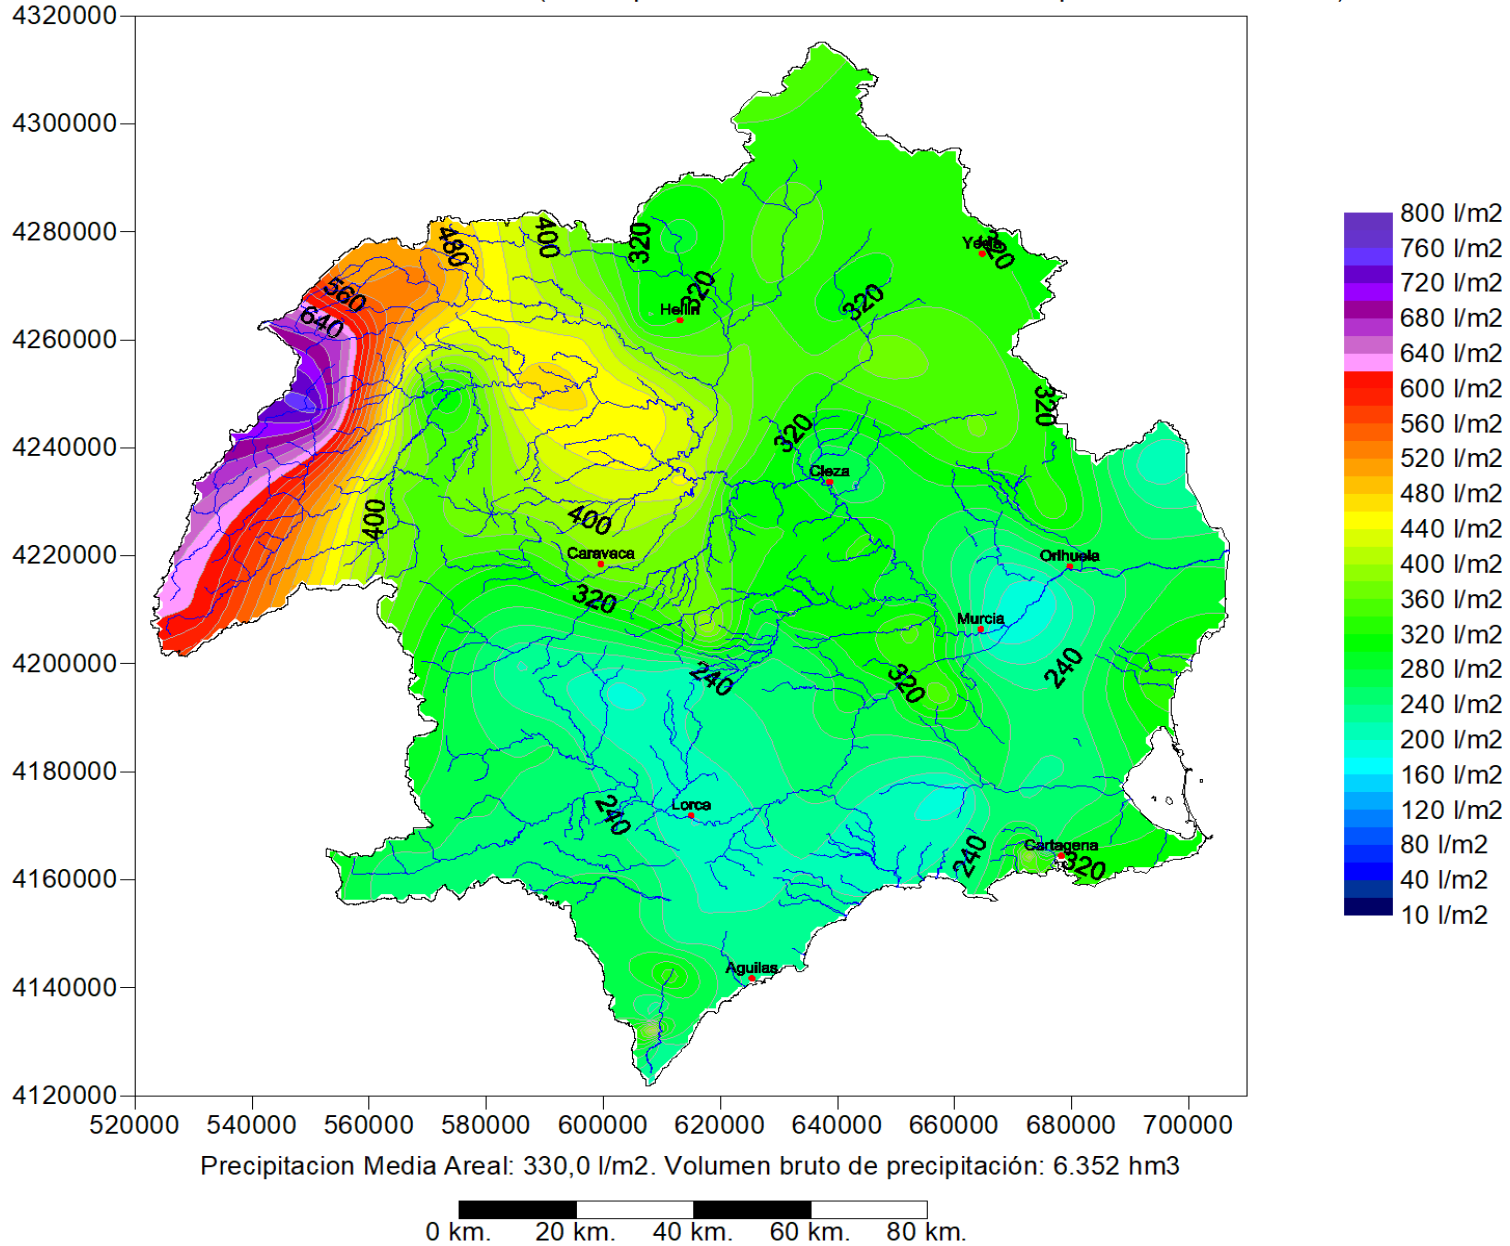 4320000
4300000
4280000
4260000
4240000
4220000
4200000
4180000
4160000
4140000
4120000
520000 540000 560000 580000 600000 620000 640000 660000 680000 700000
480
400
320
320
560
640
Hellin
320
320
320
320
Cieza
400
400
Caravaca
320
Orihuela
Murcia
240
320
240
240
Lorca
240
Cartagena
320
Aguilas
800 l/m2
760 l/m2
720 l/m2
680 l/m2
640 l/m2
600 l/m2
560 l/m2
520 l/m2
480 l/m2
440 l/m2
400 l/m2
360 l/m2
320 l/m2
280 l/m2
240 l/m2
200 l/m2
160 l/m2
120 l/m2
80 l/m2
40 l/m2
10 l/m2
Precipitacion Media Areal: 330,0 l/m2. Volumen bruto de precipitación: 6.352 hm3
0 km. 20 km. 40 km. 60 km. 80 km.